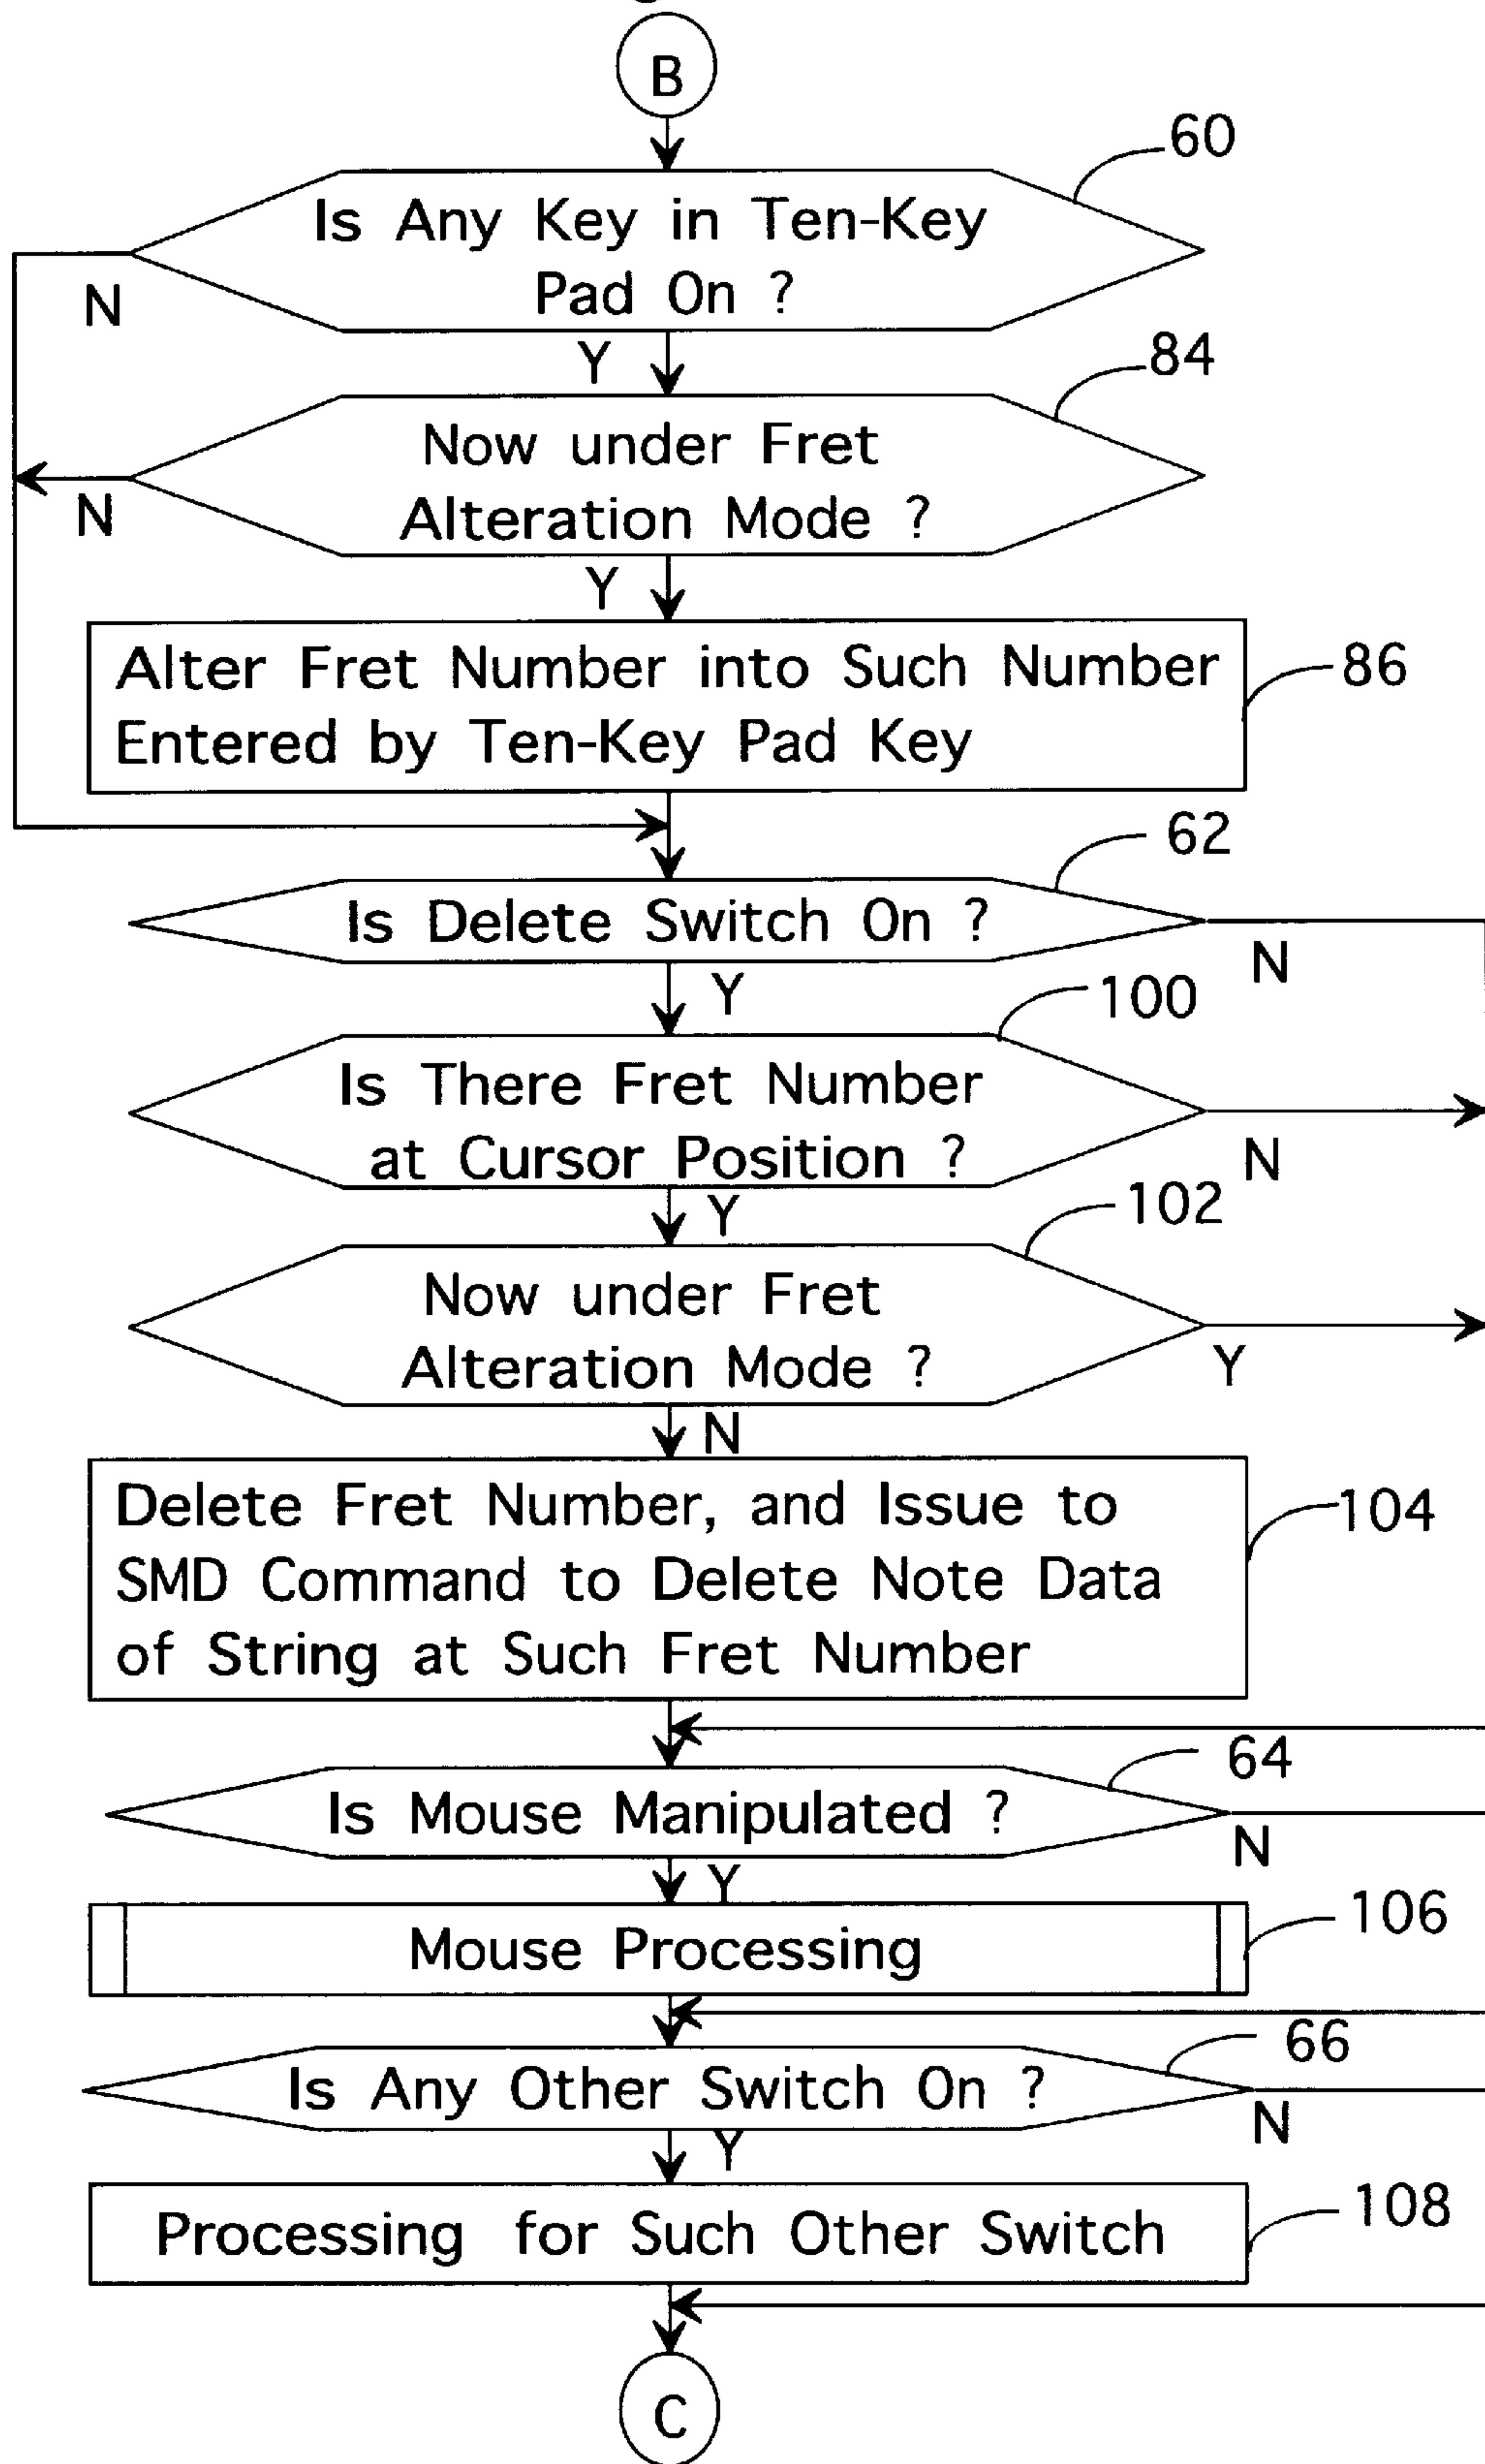 B
60
Is Any Key in Ten-Key
Pad On ?
N
Y
84
Now under Fret
Alteration Mode ?
N
Y
Alter Fret Number into Such Number
Entered by Ten-Key Pad Key
86
62
Is Delete Switch On ?
N
Y
100
Is There Fret Number
at Cursor Position ?
N
Y
102
Now under Fret
Alteration Mode ?
Y
N
Delete Fret Number, and Issue to
SMD Command to Delete Note Data
of String at Such Fret Number
104
64
Is Mouse Manipulated ?
N
Y
Mouse Processing
106
66
Is Any Other Switch On ?
N
Y
Processing for Such Other Switch
108
C